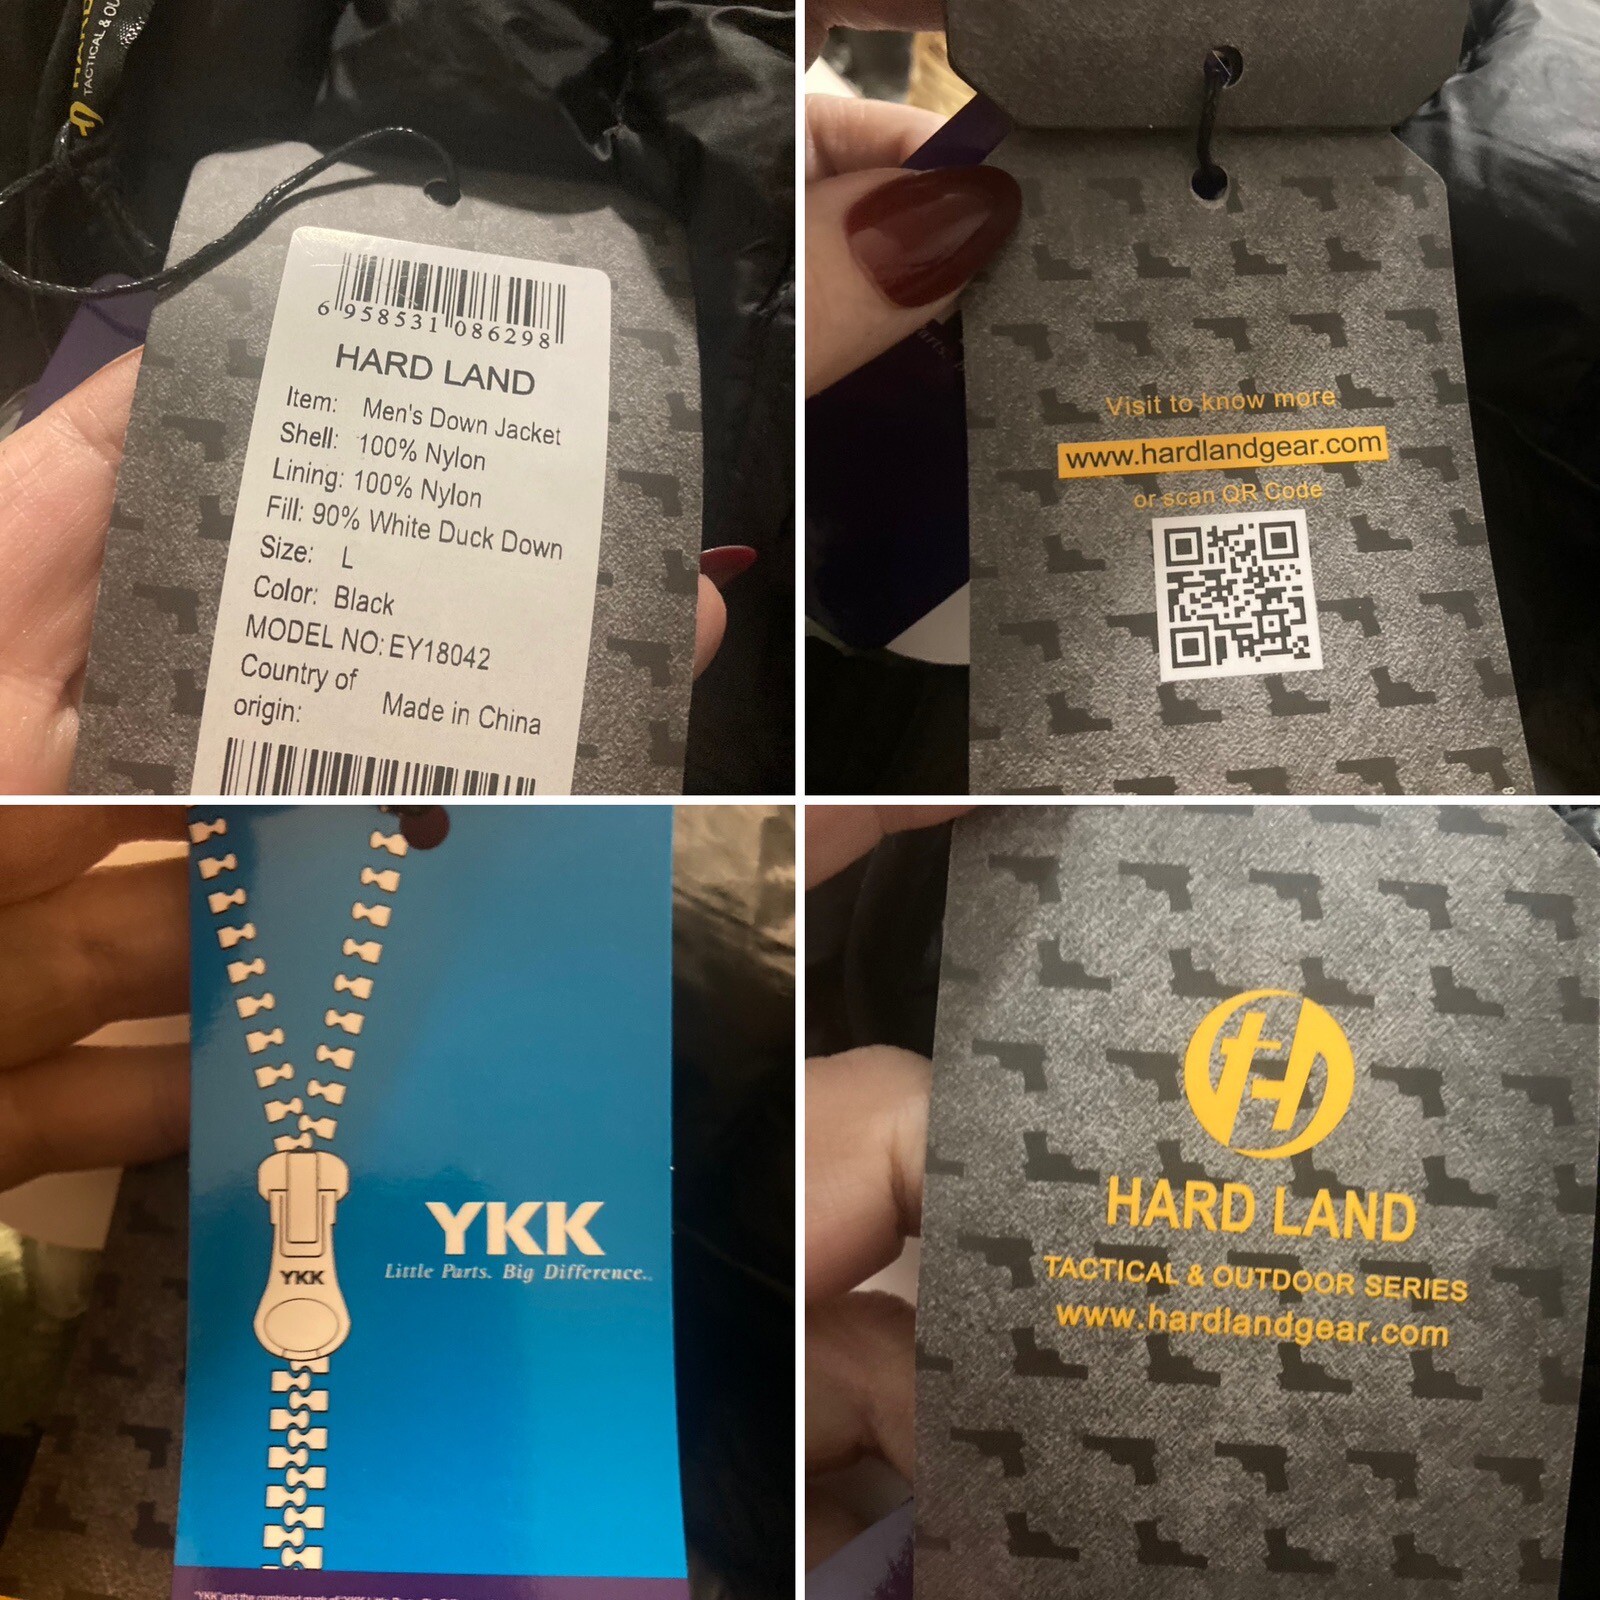 TACTICAL & OU
6 958531 086298
HARD LAND
Item: Men's Down Jacket
Shell: 100% Nylon
Lining: 100% Nylon
Fill: 90% White Duck Down
Size: L
Color: Black
MODEL NO: EY18042
Country of
origin: Made in China
Visit to know more
www.hardlandgear.com
or scan QR Code
YKK
YKK
Little Parts. Big Difference.
HARD LAND
TACTICAL & OUTDOOR SERIES
www.hardlandgear.com